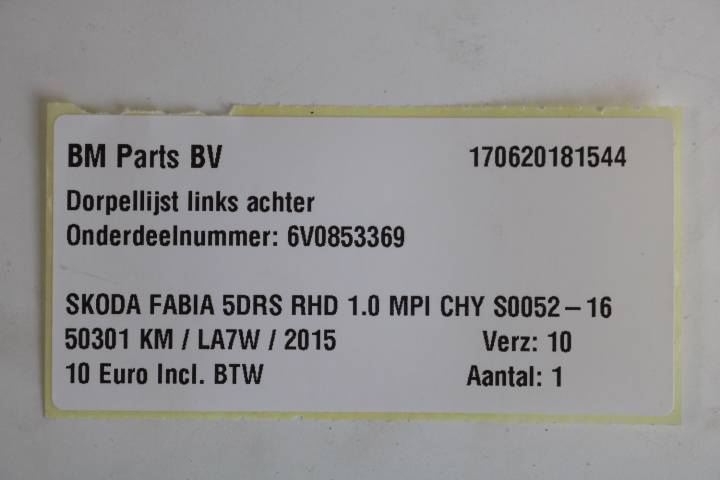 BM Parts BV 170620181544
Dorpellijst links achter
Onderdeelnummer: 6V0853369
SKODA FABIA 5DRS RHD 1.0 MPI CHY S0052-16
50301 KM / LA7W / 2015 Verz: 10
10 Euro Incl. BTW Aantal: 1